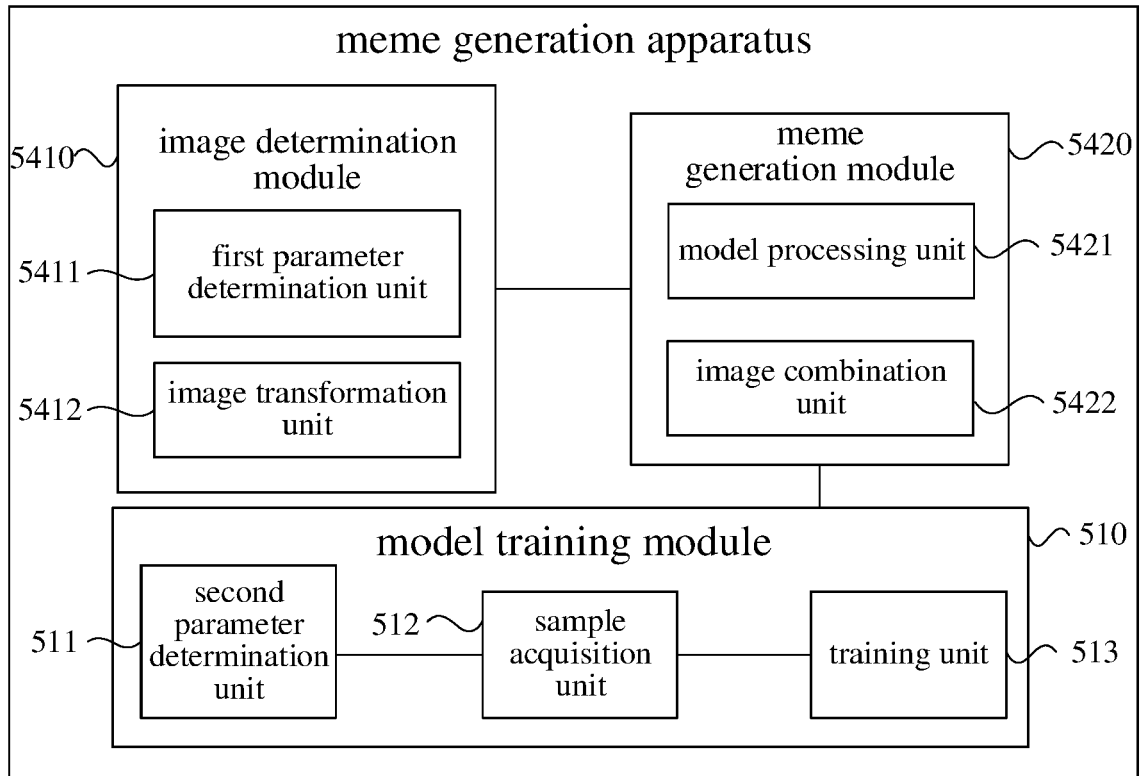 meme generation apparatus
5410
image determination
module
5411
first parameter
determination unit
5412
image transformation
unit
meme
generation module
5420
model processing unit
5421
image combination
unit
5422
model training module
510
511
second
parameter
determination
unit
512
sample
acquisition
unit
training unit
513